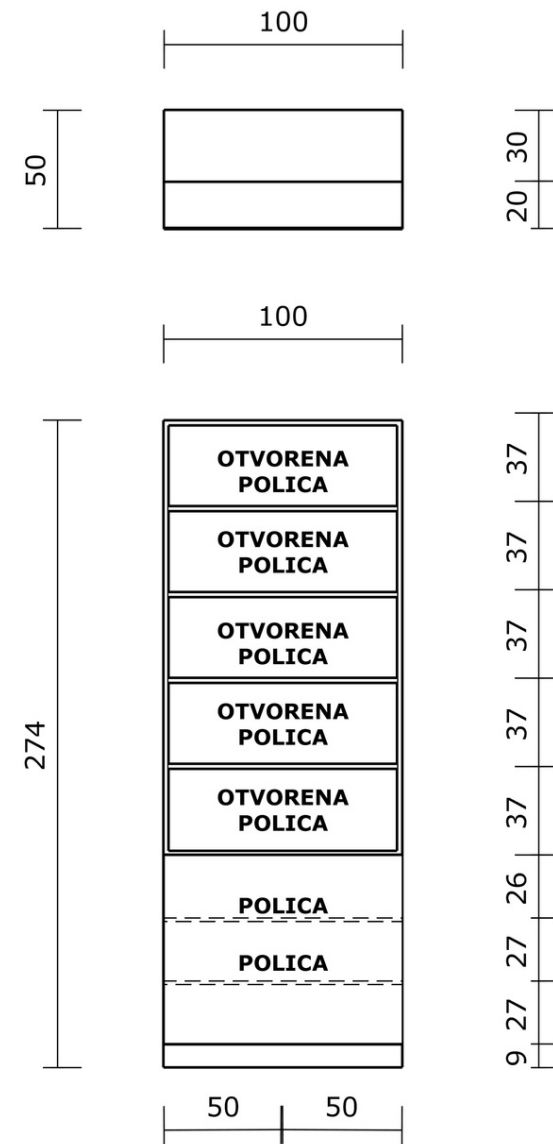 100
50
30
20
100
274
OTVORENA
POLICA
37
OTVORENA
POLICA
37
OTVORENA
POLICA
37
OTVORENA
POLICA
37
OTVORENA
POLICA
37
POLICA
26
POLICA
27
27
9
50 50